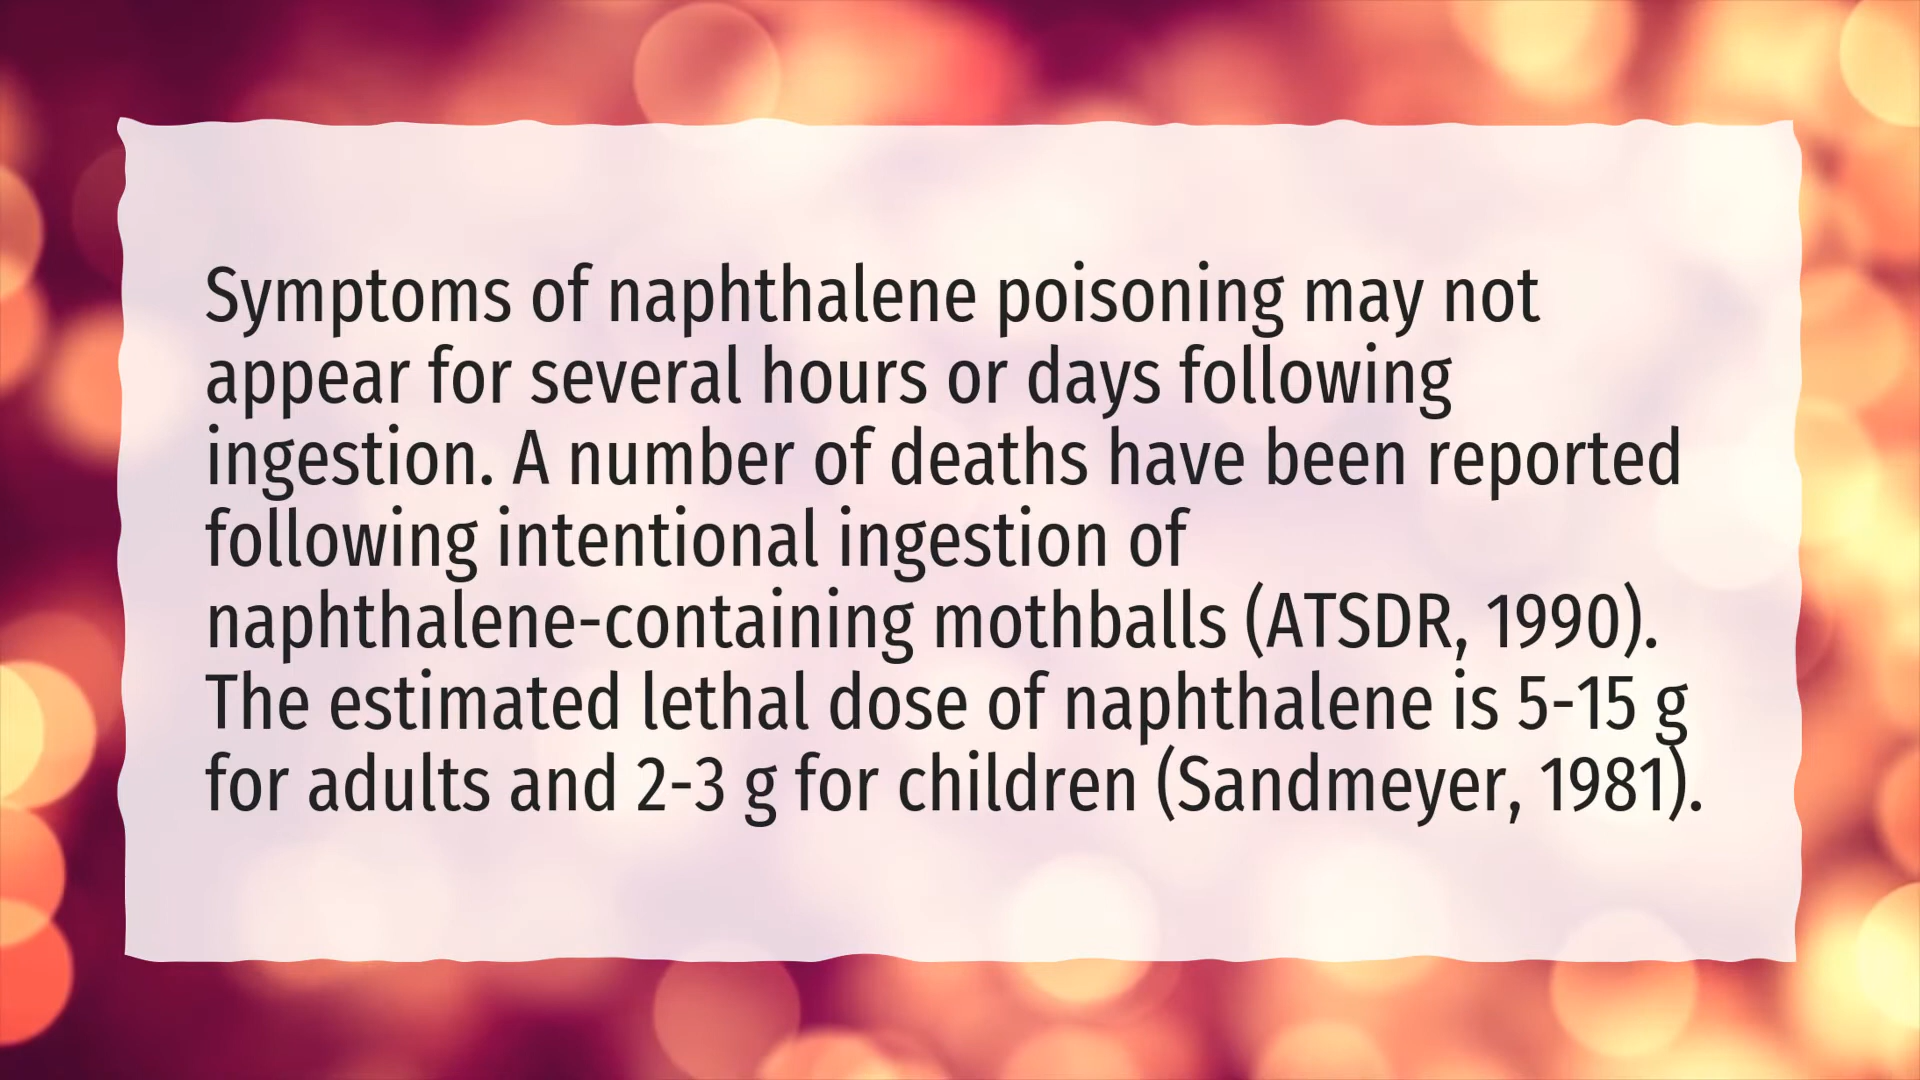 Symptoms of naphthalene poisoning may not
appear for several hours or days following
ingestion. A number of deaths have been reported
following intentional ingestion of
naphthalene-containing mothballs (ATSDR, 1990).
The estimated lethal dose of naphthalene is 5-15 g
for adults and 2-3 g for children (Sandmeyer, 1981).